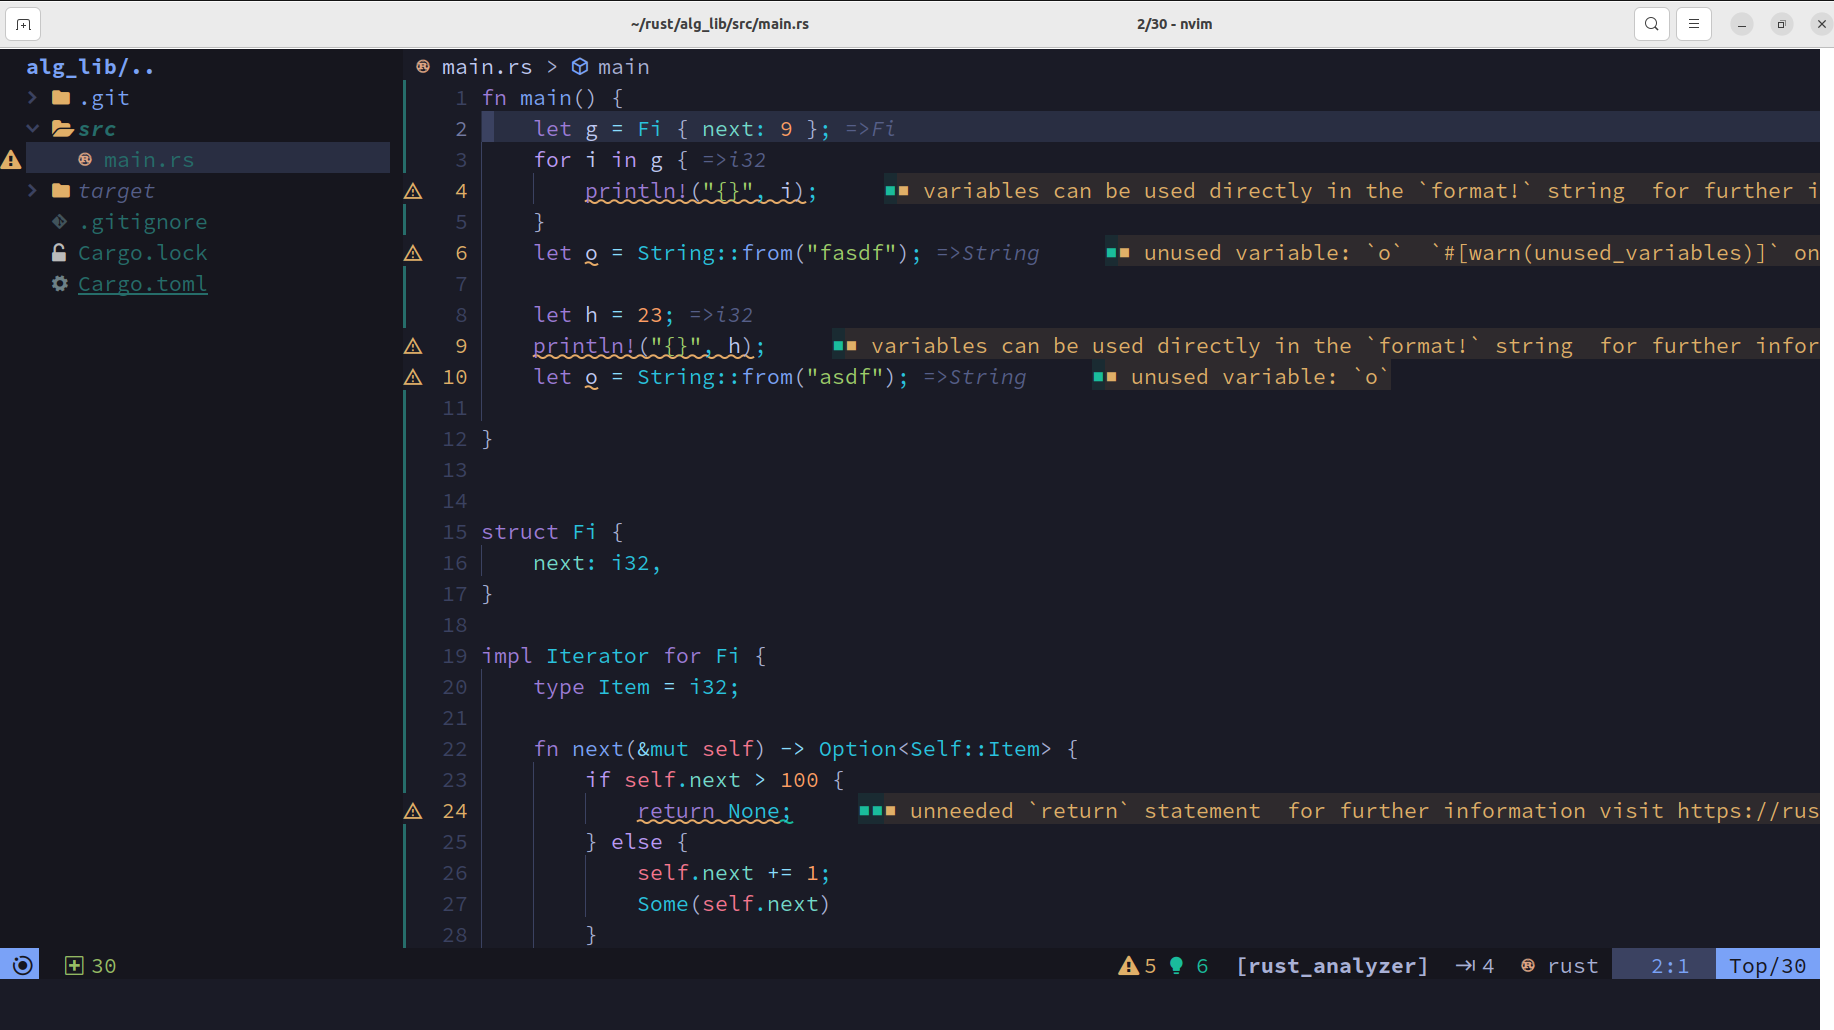 ~/rust/alg_lib/src/main.rs
2/30 - nvim
alg_lib/..
.git
src
main.rs
target
.gitignore
Cargo.lock
Cargo.toml
main.rs > main
1 fn main() {
2 let g = Fi { next: 9 }; =>Fi
3 for i in g { =>i32
4 println!("{}", i); variables can be used directly in the `format!` string for further i
5 }
6 let o = String::from("fasdf"); =>String unused variable: `o` `#[warn(unused_variables)]` on
7
8 let h = 23; =>i32
9 println!("{}", h); variables can be used directly in the `format!` string for further infor
10 let o = String::from("asdf"); =>String unused variable: `o`
11
12 }
13
14
15 struct Fi {
16 next: i32,
17 }
18
19 impl Iterator for Fi {
20 type Item = i32;
21
22 fn next(&mut self) -> Option<Self::Item> {
23 if self.next > 100 {
24 return None; unneeded `return` statement for further information visit https://rus
25 } else {
26 self.next += 1;
27 Some(self.next)
28 }
30 5 6 [rust_analyzer] 4 rust 2:1 Top/30